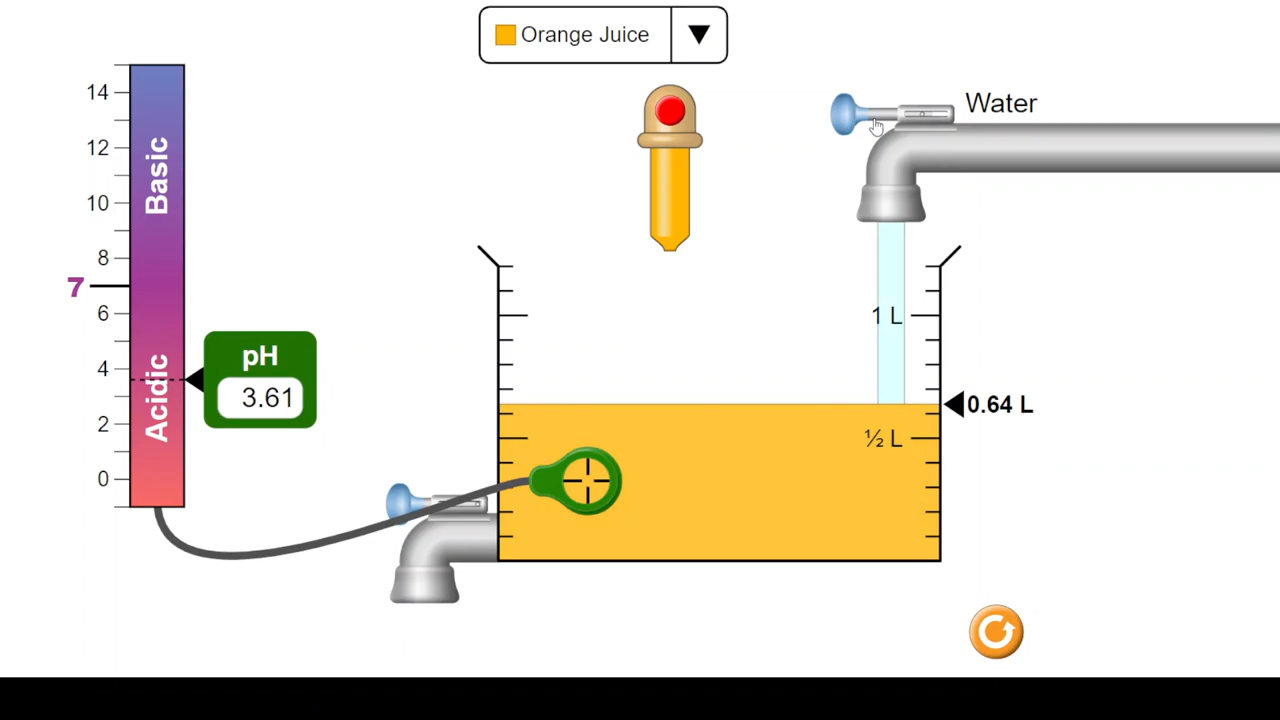 Orange Juice
Water
14
12
10
8
7
6
4
2
0
Basic
Acidic
pH
3.61
1 L
0.64 L
½ L